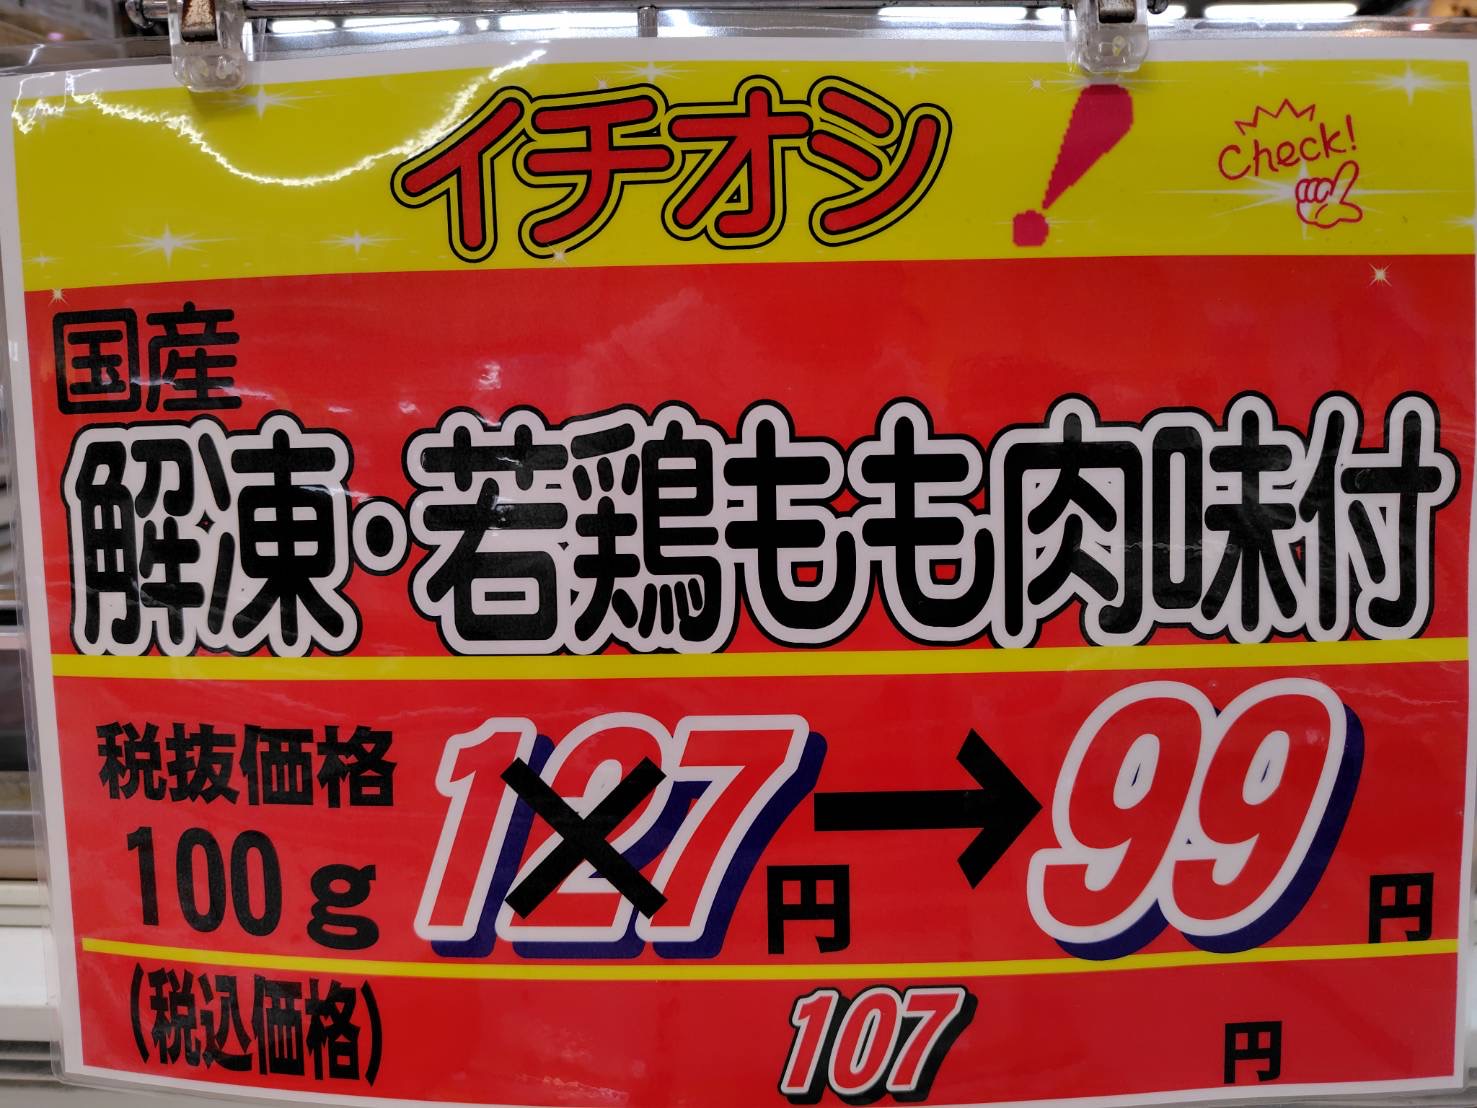 イチオシ!
Check!
国産
解凍・若鶏もも肉味付
税抜価格
100g 127円→99円
(税込価格) 107円